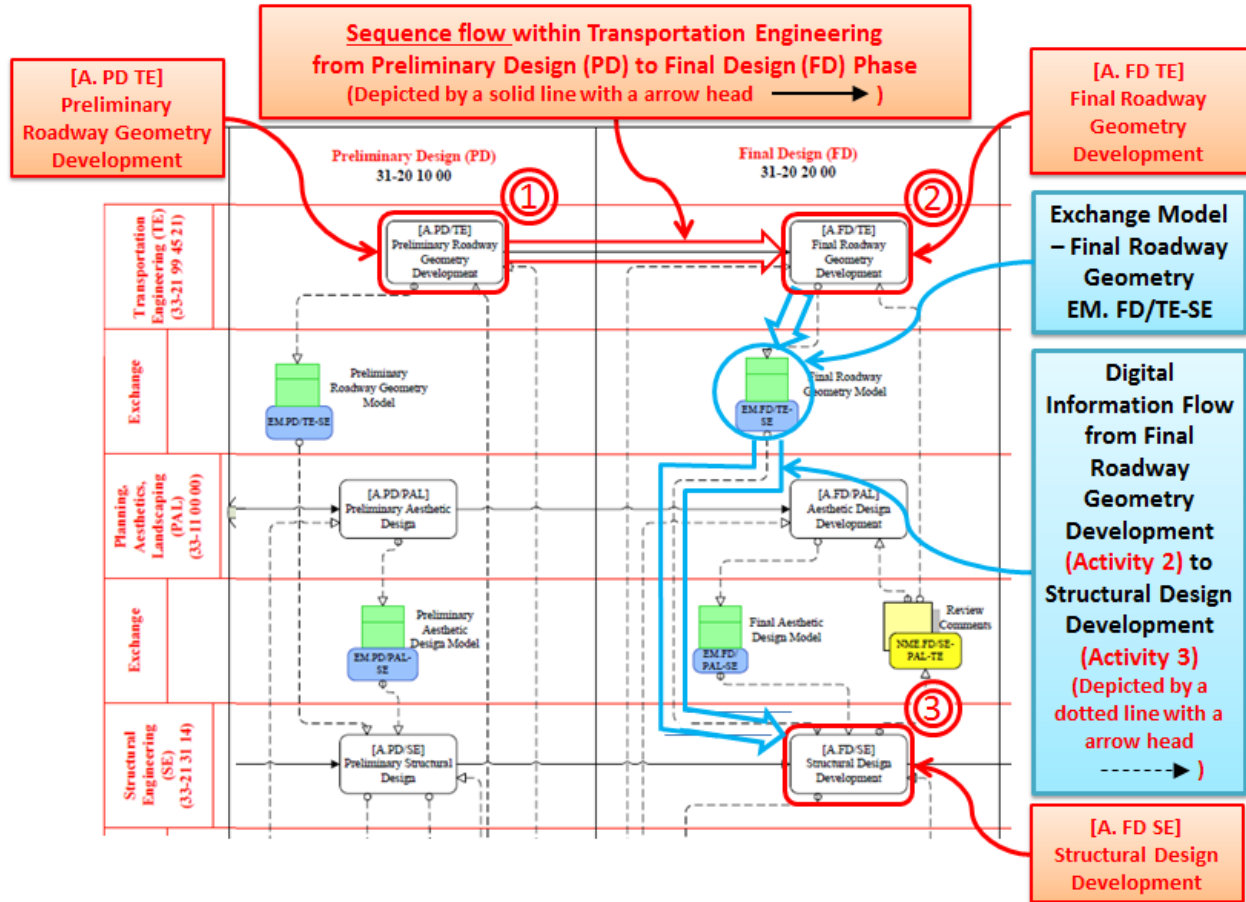 Sequence flow within Transportation Engineering
from Preliminary Design (PD) to Final Design (FD) Phase
(Depicted by a solid line with a arrow head )
[A. PD TE]
Preliminary
Roadway Geometry
Development
[A. FD TE]
Final Roadway
Geometry
Development
Preliminary Design (PD)
31-20 10 00
Final Design (FD)
31-20 20 00
1
2
Transportation
Engineering (TE)
(33-21 99 45 21)
[A.PD/TE]
Preliminary Roadway
Geometry
Development
[A.FD/TE]
Final Roadway
Geometry
Development
Exchange Model
– Final Roadway
Geometry
EM. FD/TE-SE
Exchange
Preliminary
Roadway Geometry
Model
EM.PD/TE-SE
Final Roadway
Geometry Model
EM.FD/TE-
SE
Digital
Information Flow
from Final
Roadway
Geometry
Development
(Activity 2) to
Structural Design
Development
(Activity 3)
(Depicted by a
dotted line with a
arrow head
)
Planning,
Aesthetics,
Landscaping
(PAL)
(33-11 00 00)
[A.PD/PAL]
Preliminary Aesthetic
Design
[A.FD/PAL]
Aesthetic Design
Development
Exchange
Preliminary
Aesthetic
Design Model
EM.PD/PAL-
SE
Final Aesthetic
Design Model
EM.FD/
PAL-SE
Review
Comments
NME.FD/SE-
PAL-TE
3
Structural
Engineering
(SE)
(33-21 31 14)
[A.PD/SE]
Preliminary Structural
Design
[A.FD/SE]
Structural Design
Development
[A. FD SE]
Structural Design
Development